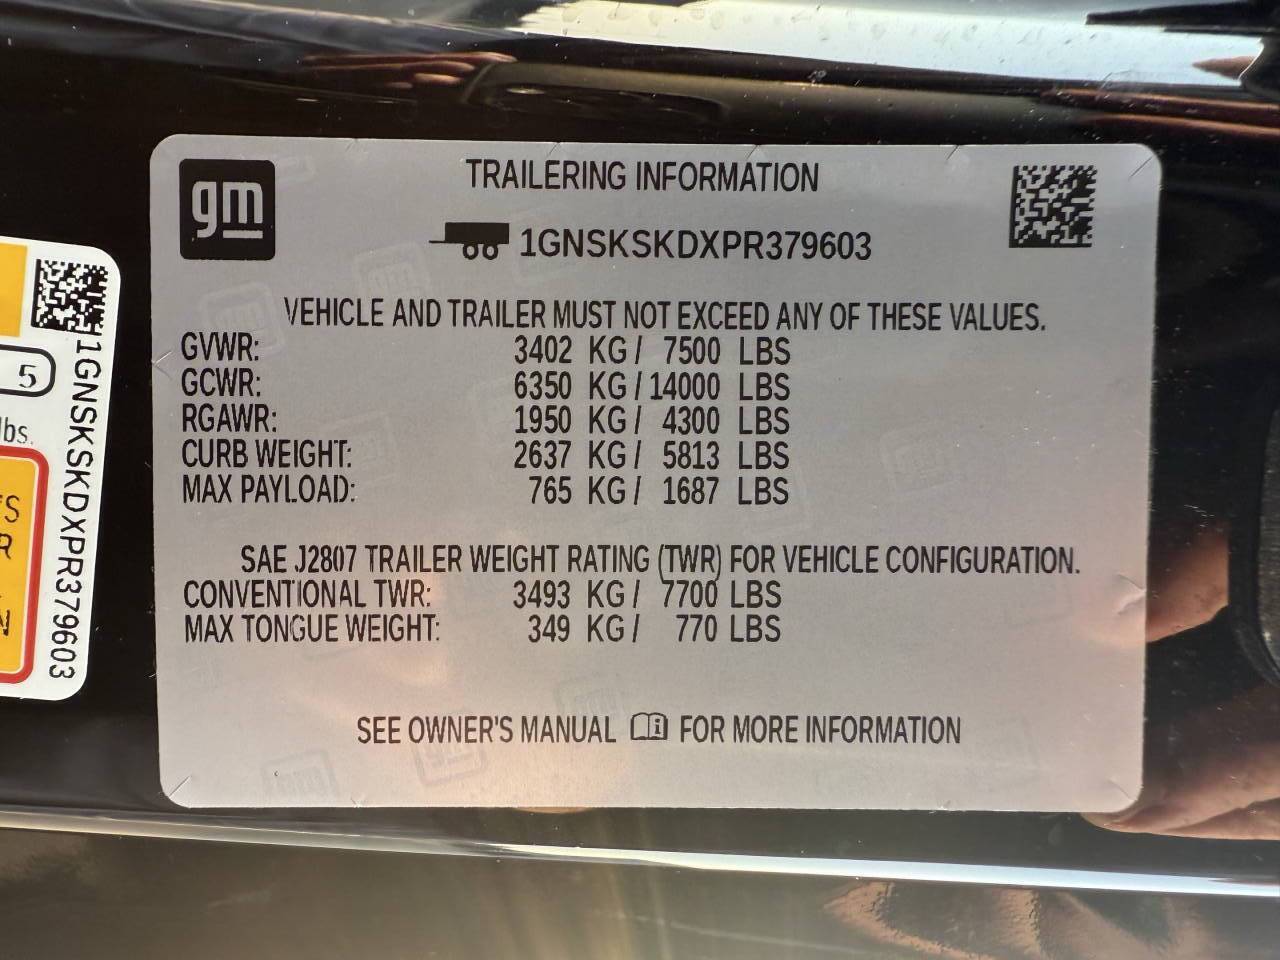 gm
TRAILERING INFORMATION
1GNSKSKDXPR379603
VEHICLE AND TRAILER MUST NOT EXCEED ANY OF THESE VALUES.
GVWR: 3402 KG / 7500 LBS
GCWR: 6350 KG / 14000 LBS
RGAWR: 1950 KG / 4300 LBS
CURB WEIGHT: 2637 KG / 5813 LBS
MAX PAYLOAD: 765 KG / 1687 LBS
SAE J2807 TRAILER WEIGHT RATING (TWR) FOR VEHICLE CONFIGURATION.
CONVENTIONAL TWR: 3493 KG / 7700 LBS
MAX TONGUE WEIGHT: 349 KG / 770 LBS
SEE OWNER'S MANUAL FOR MORE INFORMATION
5
lbs.
1GNSKSKDXPR379603